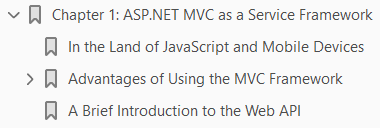 Chapter 1: ASP.NET MVC as a Service Framework
In the Land of JavaScript and Mobile Devices
Advantages of Using the MVC Framework
A Brief Introduction to the Web API